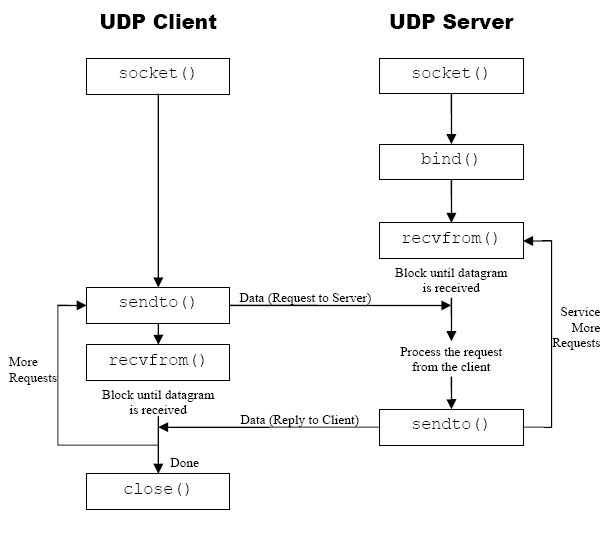 UDP Client
UDP Server
socket()
socket()
bind()
recvfrom()
Block until datagram
is received
sendto()
Data (Request to Server)
Service
More
Requests
recvfrom()
Process the request
from the client
More
Requests
Block until datagram
is received
Data (Reply to Client)
sendto()
Done
close()